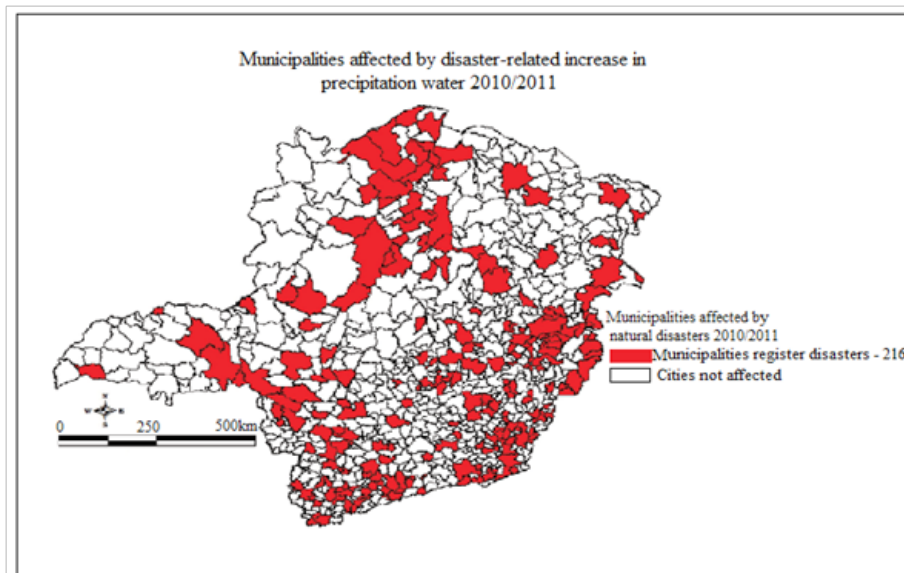 Municipalities affected by disaster-related increase in
precipitation water 2010/2011
Municipalities affected by
natural disasters 2010/2011
Municipalities register disasters - 216
Cities not affected
N
W E
S
0 250 500km